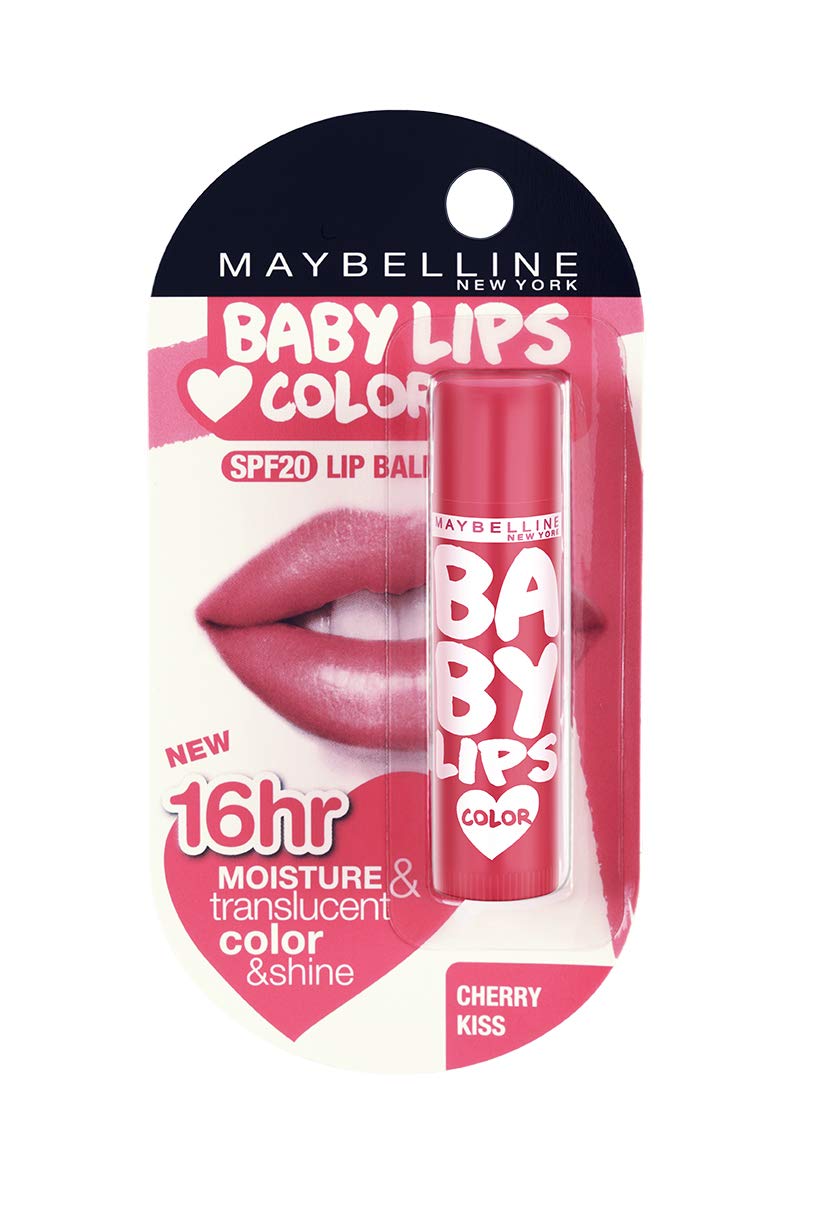 MAYBELLINE
NEW YORK
BABY LIPS
COLOR
SPF20 LIP BAL
MAYBELLINE
NEW YORK
BA
BY
LIPS
COLOR
NEW
16hr
MOISTURE &
translucent
color
&shine
CHERRY
KISS